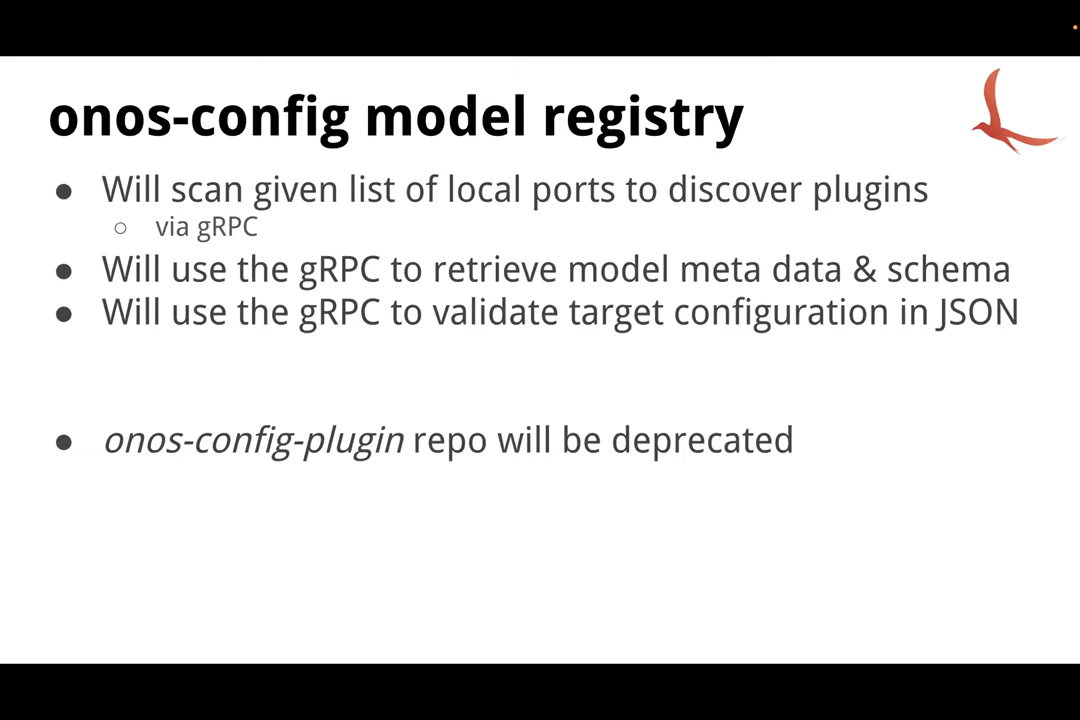 onos-config model registry
● Will scan given list of local ports to discover plugins
○ via gRPC
● Will use the gRPC to retrieve model meta data & schema
● Will use the gRPC to validate target configuration in JSON
● onos-config-plugin repo will be deprecated